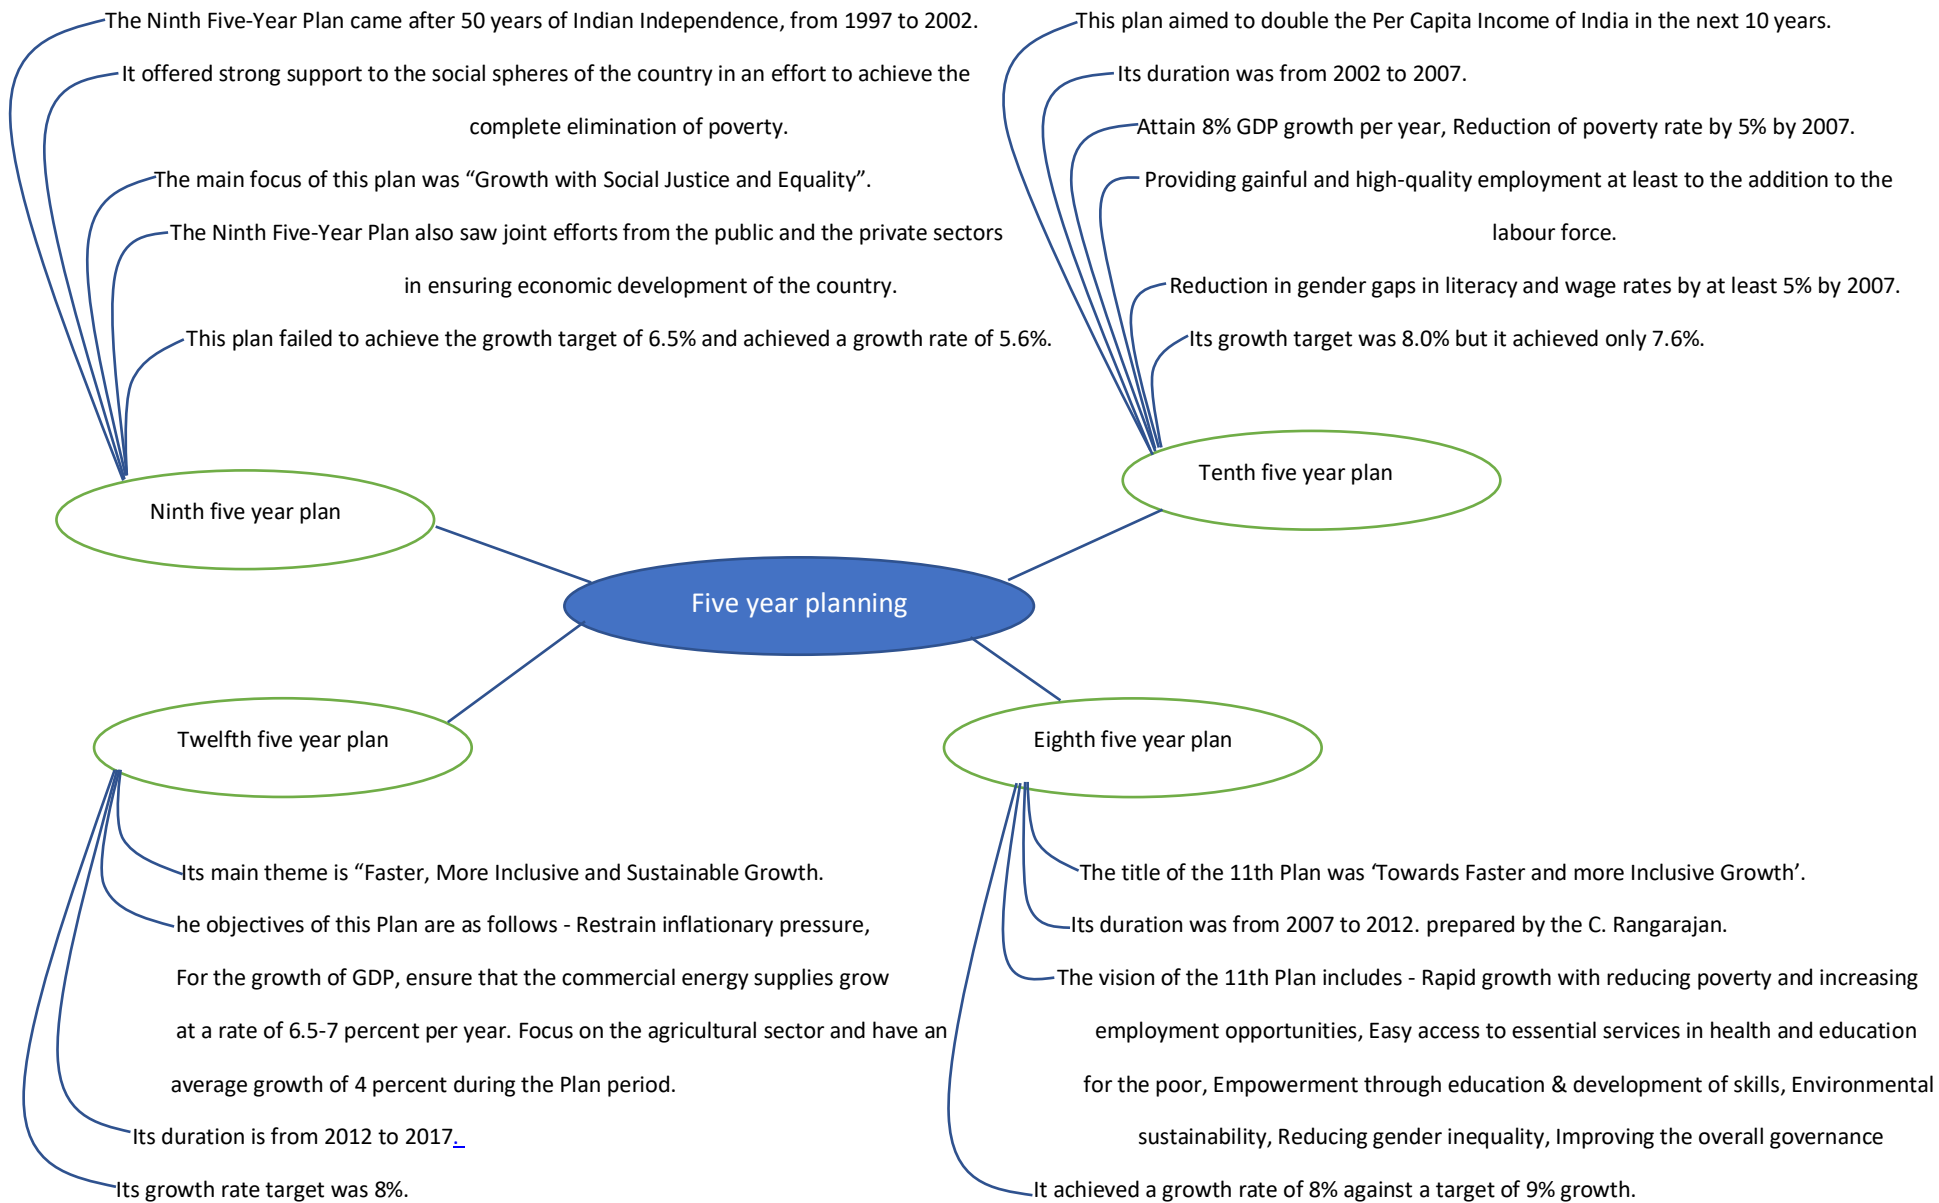 The Ninth Five-Year Plan came after 50 years of Indian Independence, from 1997 to 2002.
It offered strong support to the social spheres of the country in an effort to achieve the
complete elimination of poverty.
The main focus of this plan was “Growth with Social Justice and Equality”.
The Ninth Five-Year Plan also saw joint efforts from the public and the private sectors
in ensuring economic development of the country.
This plan failed to achieve the growth target of 6.5% and achieved a growth rate of 5.6%.
Ninth five year plan
This plan aimed to double the Per Capita Income of India in the next 10 years.
Its duration was from 2002 to 2007.
Attain 8% GDP growth per year, Reduction of poverty rate by 5% by 2007.
Providing gainful and high-quality employment at least to the addition to the
labour force.
Reduction in gender gaps in literacy and wage rates by at least 5% by 2007.
Its growth target was 8.0% but it achieved only 7.6%.
Tenth five year plan
Five year planning
Twelfth five year plan
Its main theme is “Faster, More Inclusive and Sustainable Growth.
he objectives of this Plan are as follows - Restrain inflationary pressure,
For the growth of GDP, ensure that the commercial energy supplies grow
at a rate of 6.5-7 percent per year. Focus on the agricultural sector and have an
average growth of 4 percent during the Plan period.
Its duration is from 2012 to 2017.
Its growth rate target was 8%.
Eighth five year plan
The title of the 11th Plan was ‘Towards Faster and more Inclusive Growth’.
Its duration was from 2007 to 2012. prepared by the C. Rangarajan.
The vision of the 11th Plan includes - Rapid growth with reducing poverty and increasing
employment opportunities, Easy access to essential services in health and education
for the poor, Empowerment through education & development of skills, Environmental
sustainability, Reducing gender inequality, Improving the overall governance
It achieved a growth rate of 8% against a target of 9% growth.